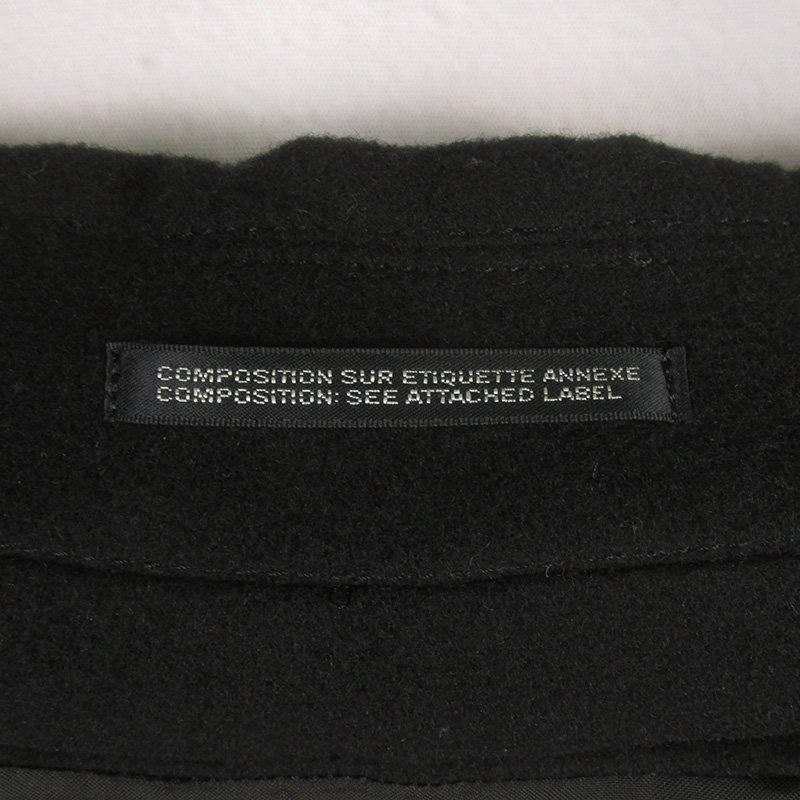 COMPOSITION SUR ETIQUETTE ANNEXE
COMPOSITION: SEE ATTACHED LABEL